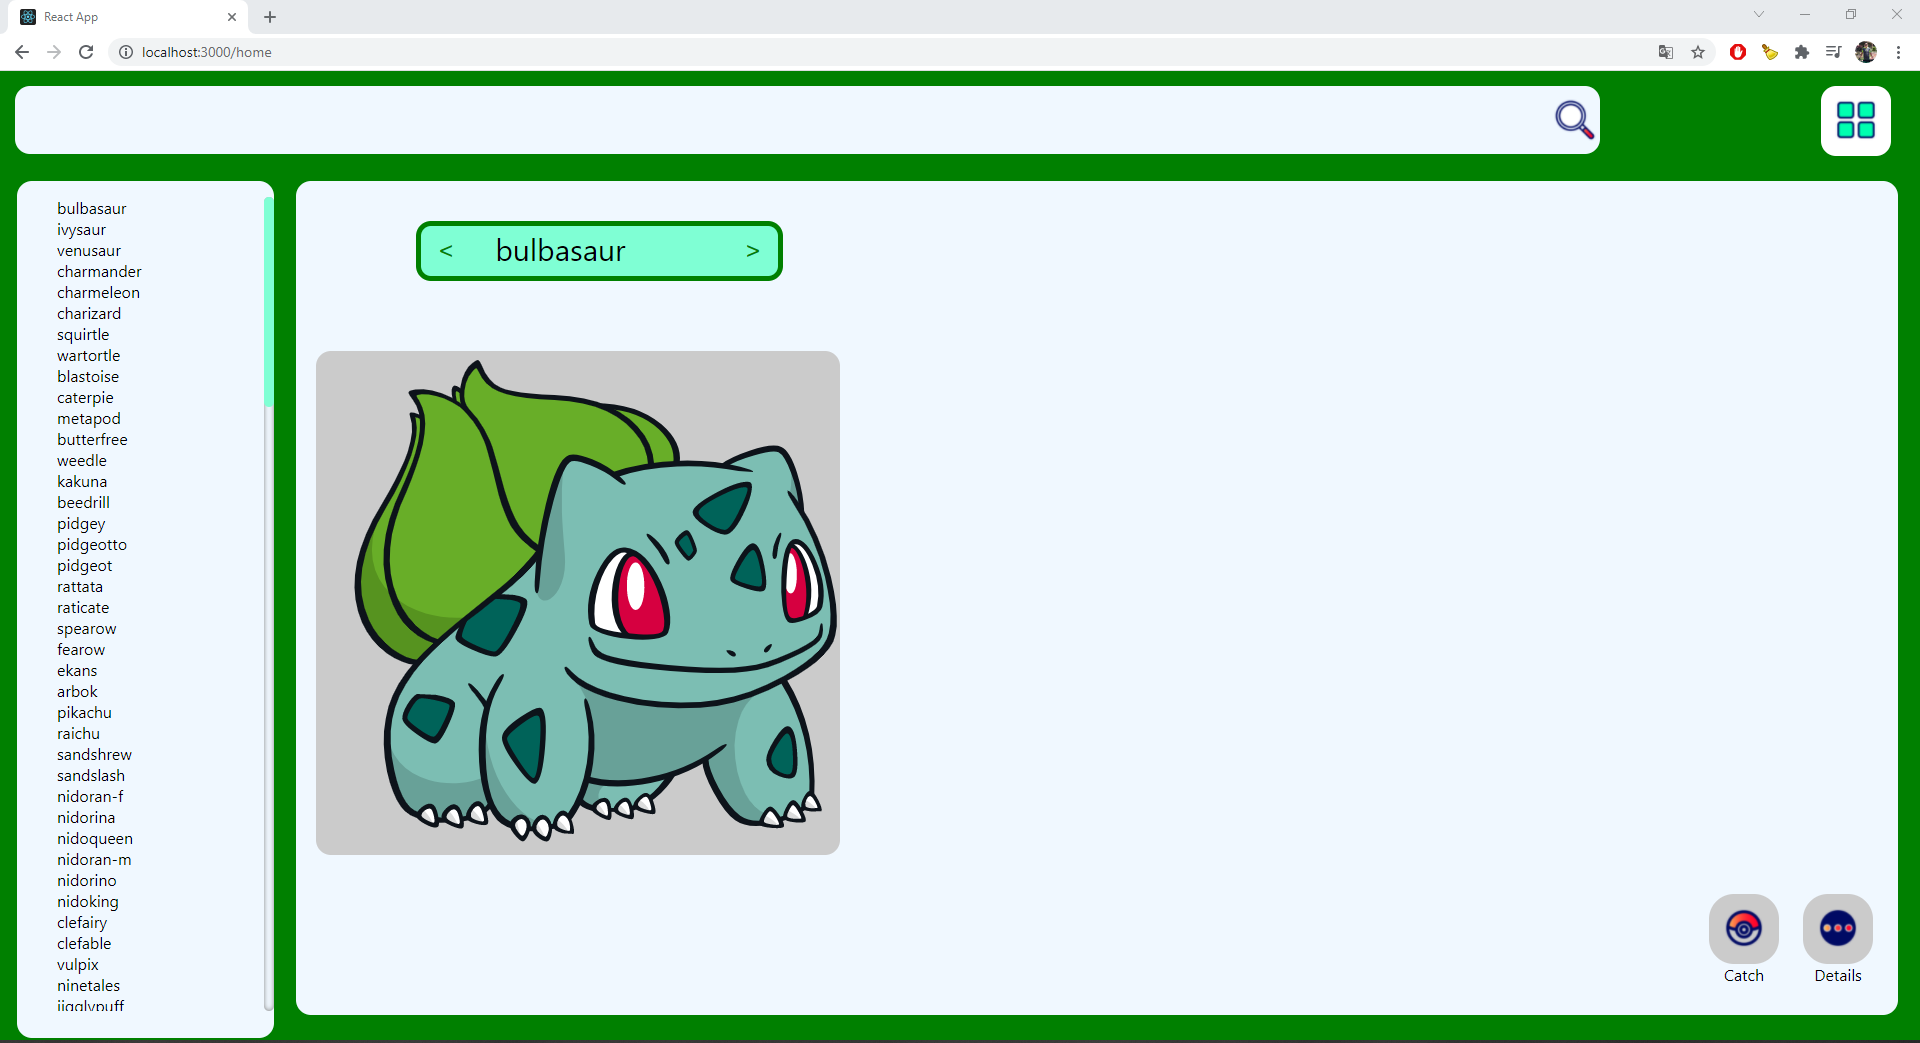 React App
localhost:3000/home
bulbasaur
ivysaur
venusaur
charmander
charmeleon
charizard
squirtle
wartortle
blastoise
caterpie
metapod
butterfree
weedle
kakuna
beedrill
pidgey
pidgeotto
pidgeot
rattata
raticate
spearow
fearow
ekans
arbok
pikachu
raichu
sandshrew
sandslash
nidoran-f
nidorina
nidoqueen
nidoran-m
nidorino
nidoking
clefairy
clefable
vulpix
ninetales
jigglypuff
< bulbasaur >
Catch
Details